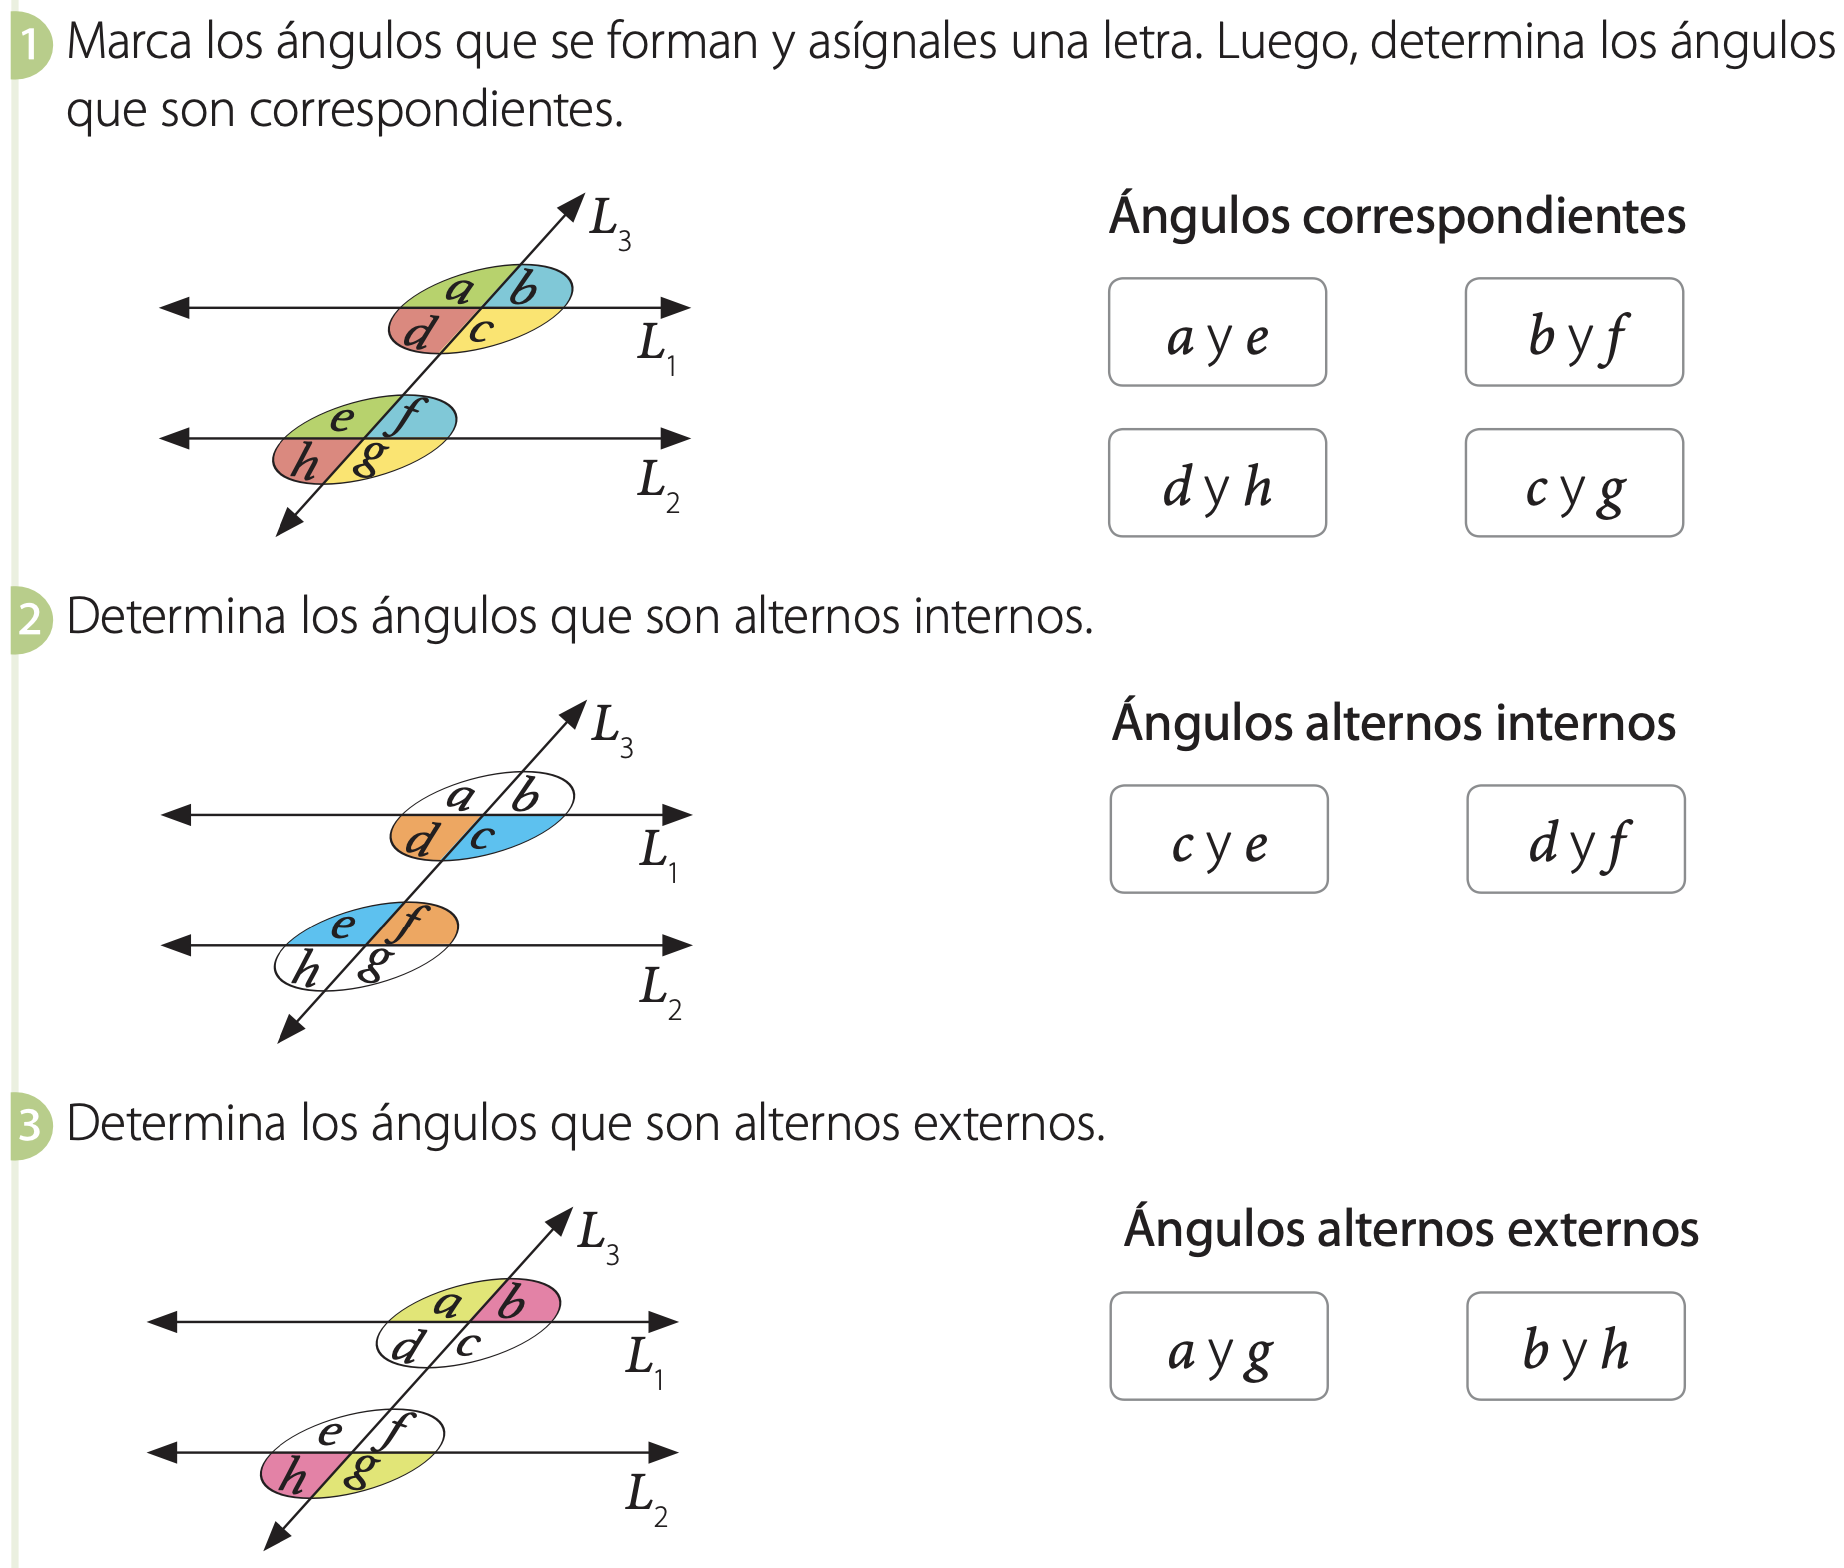 1 Marca los ángulos que se forman y asígnales una letra. Luego, determina los ángulos
que son correspondientes.
L3
Ángulos correspondientes
a b
d c
L1
a y e
b y f
e f
h g
L2
d y h
c y g
2 Determina los ángulos que son alternos internos.
L3
Ángulos alternos internos
a b
d c
L1
c y e
d y f
e f
h g
L2
3 Determina los ángulos que son alternos externos.
L3
Ángulos alternos externos
a b
d c
L1
a y g
b y h
e f
h g
L2